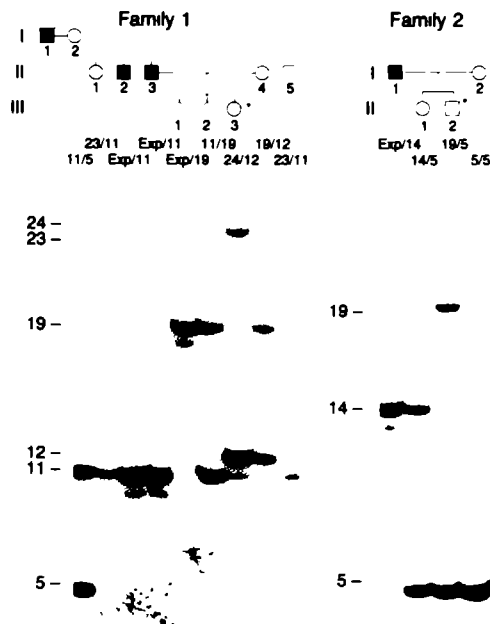 Family 1 Family 2
I
1 2
II I
1 2 3 4 5 1 2
III II
1 2 3 * 1 2 *
23/11 Exp/11 11/19 19/12 Exp/14 19/5
11/5 Exp/11 Exp/19 24/12 23/11 14/5 5/5
24 –
23 –
19 – 19 –
14 –
12 –
11 –
5 – 5 –